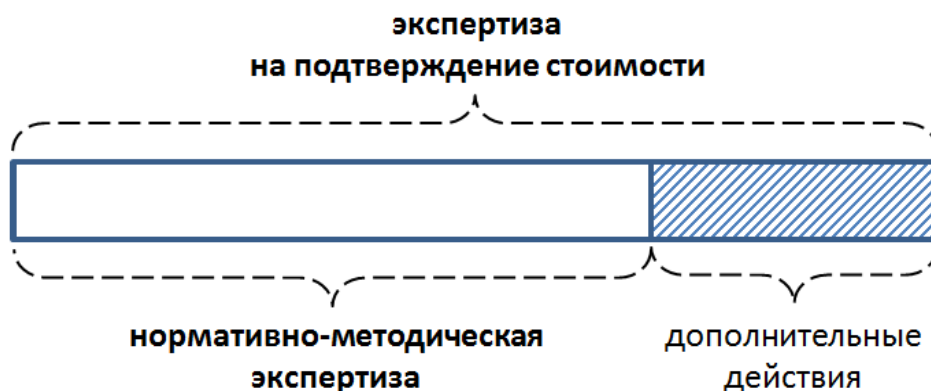 экспертиза
на подтверждение стоимости
нормативно-методическая
экспертиза
дополнительные
действия